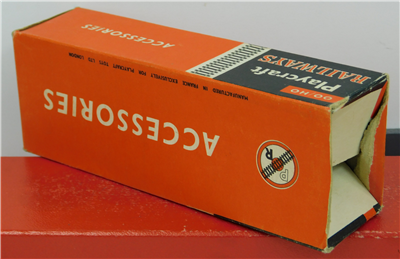 ACCESSORIES
OO/HO
Playcraft
RAILWAYS
MANUFACTURED IN FRANCE EXCLUSIVELY FOR PLAYCRAFT TOYS LTD LONDON
ACCESSORIES
P
R